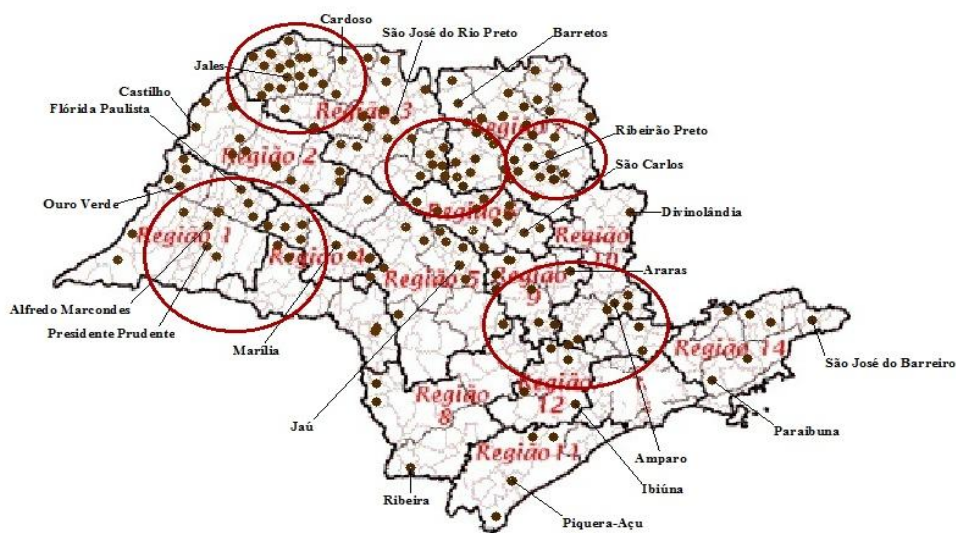 Cardoso
São José do Rio Preto
Barretos
Jales
Castilho
Flórida Paulista
Região 3
Região 7
Ribeirão Preto
Região 2
São Carlos
Ouro Verde
Divinolândia
Região 1
Região 4
Região 5
Região 10
Região 9
Araras
Alfredo Marcondes
Presidente Prudente
Marília
Região 14
São José do Barreiro
Região 12
Região 8
Jaú
Paraibuna
Região 11
Amparo
Ibiúna
Ribeira
Piquera-Açu